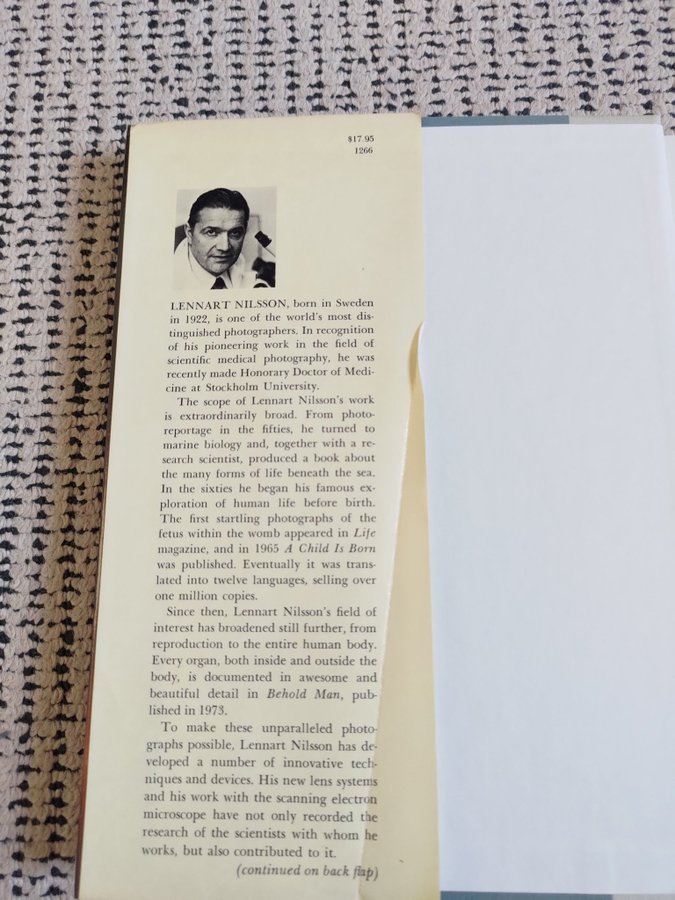 $17.95
1266
LENNART NILSSON, born in Sweden
in 1922, is one of the world's most dis-
tinguished photographers. In recognition
of his pioneering work in the field of
scientific medical photography, he was
recently made Honorary Doctor of Medi-
cine at Stockholm University.
The scope of Lennart Nilsson's work
is extraordinarily broad. From photo-
reportage in the fifties, he turned to
marine biology and, together with a re-
search scientist, produced a book about
the many forms of life beneath the sea.
In the sixties he began his famous ex-
ploration of human life before birth.
The first startling photographs of the
fetus within the womb appeared in Life
magazine, and in 1965 A Child Is Born
was published. Eventually it was trans-
lated into twelve languages, selling over
one million copies.
Since then, Lennart Nilsson's field of
interest has broadened still further, from
reproduction to the entire human body.
Every organ, both inside and outside the
body, is documented in awesome and
beautiful detail in Behold Man, pub-
lished in 1973.
To make these unparalleled photo-
graphs possible, Lennart Nilsson has de-
veloped a number of innovative tech-
niques and devices. His new lens systems
and his work with the scanning electron
microscope have not only recorded the
research of the scientists with whom he
works, but also contributed to it.
(continued on back flap)